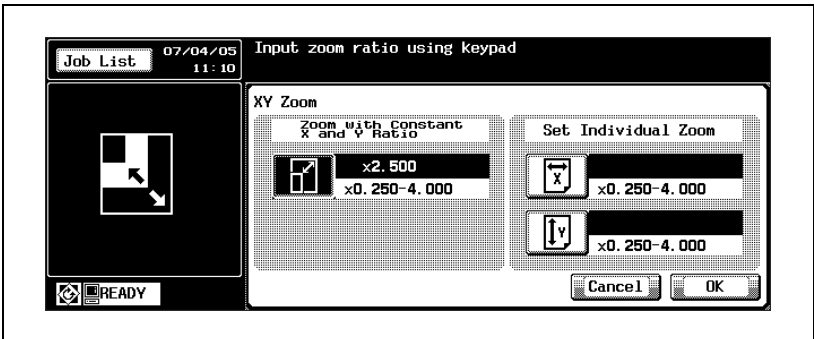 Job List
07/04/05
11:10
Input zoom ratio using keypad
XY Zoom
Zoom with Constant
X and Y Ratio
x2.500
x0.250-4.000
Set Individual Zoom
X
x0.250-4.000
Y
x0.250-4.000
READY
Cancel
OK